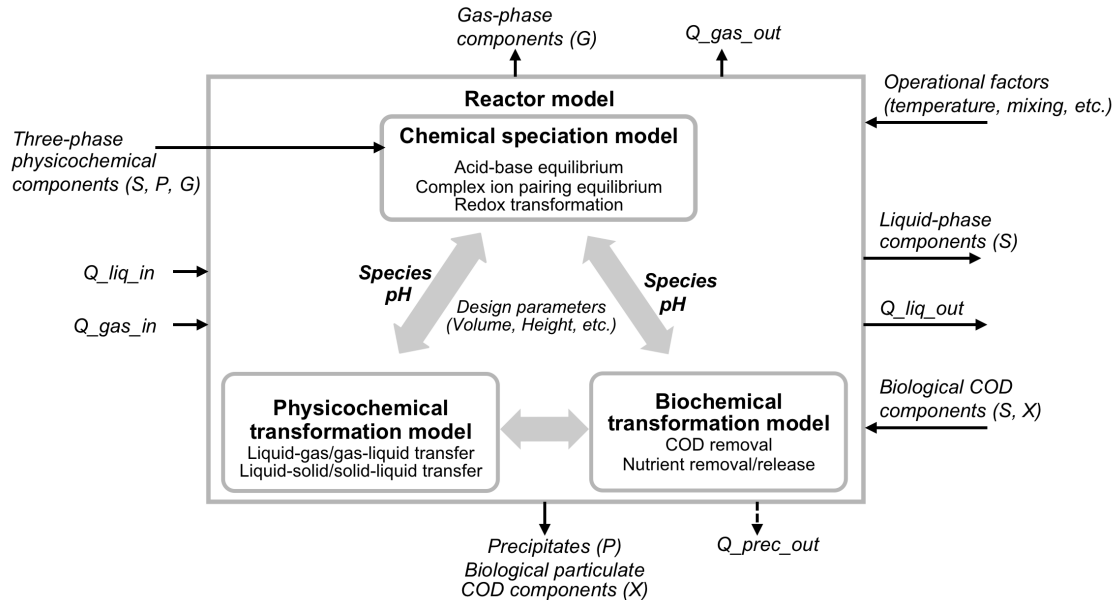 Gas-phase
components (G)
Q_gas_out
Operational factors
(temperature, mixing, etc.)
Reactor model
Chemical speciation model
Acid-base equilibrium
Complex ion pairing equilibrium
Redox transformation
Three-phase
physicochemical
components (S, P, G)
Liquid-phase
components (S)
Q_liq_in
Species
pH
Species
pH
Design parameters
(Volume, Height, etc.)
Q_gas_in
Q_liq_out
Physicochemical
transformation model
Liquid-gas/gas-liquid transfer
Liquid-solid/solid-liquid transfer
Biochemical
transformation model
COD removal
Nutrient removal/release
Biological COD
components (S, X)
Precipitates (P)
Biological particulate
COD components (X)
Q_prec_out